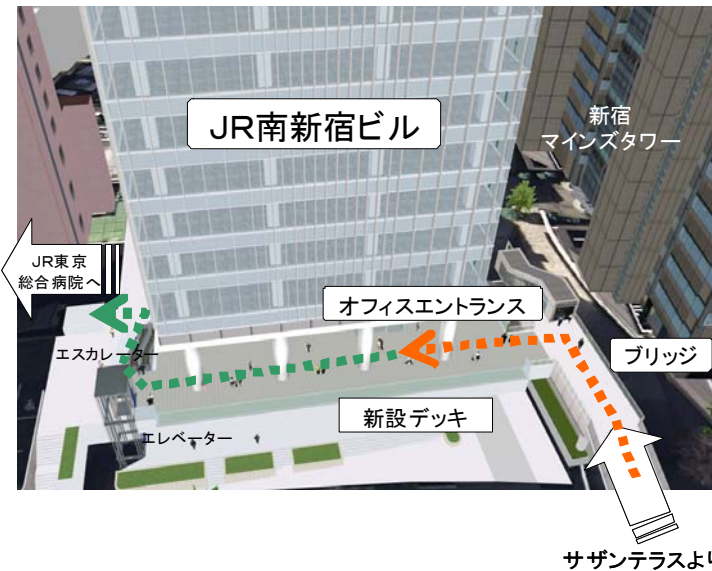 JR南新宿ビル
新宿
マインズタワー
JR東京
総合病院へ
オフィスエントランス
エスカレーター
ブリッジ
新設デッキ
エレベーター
サザンテラスより